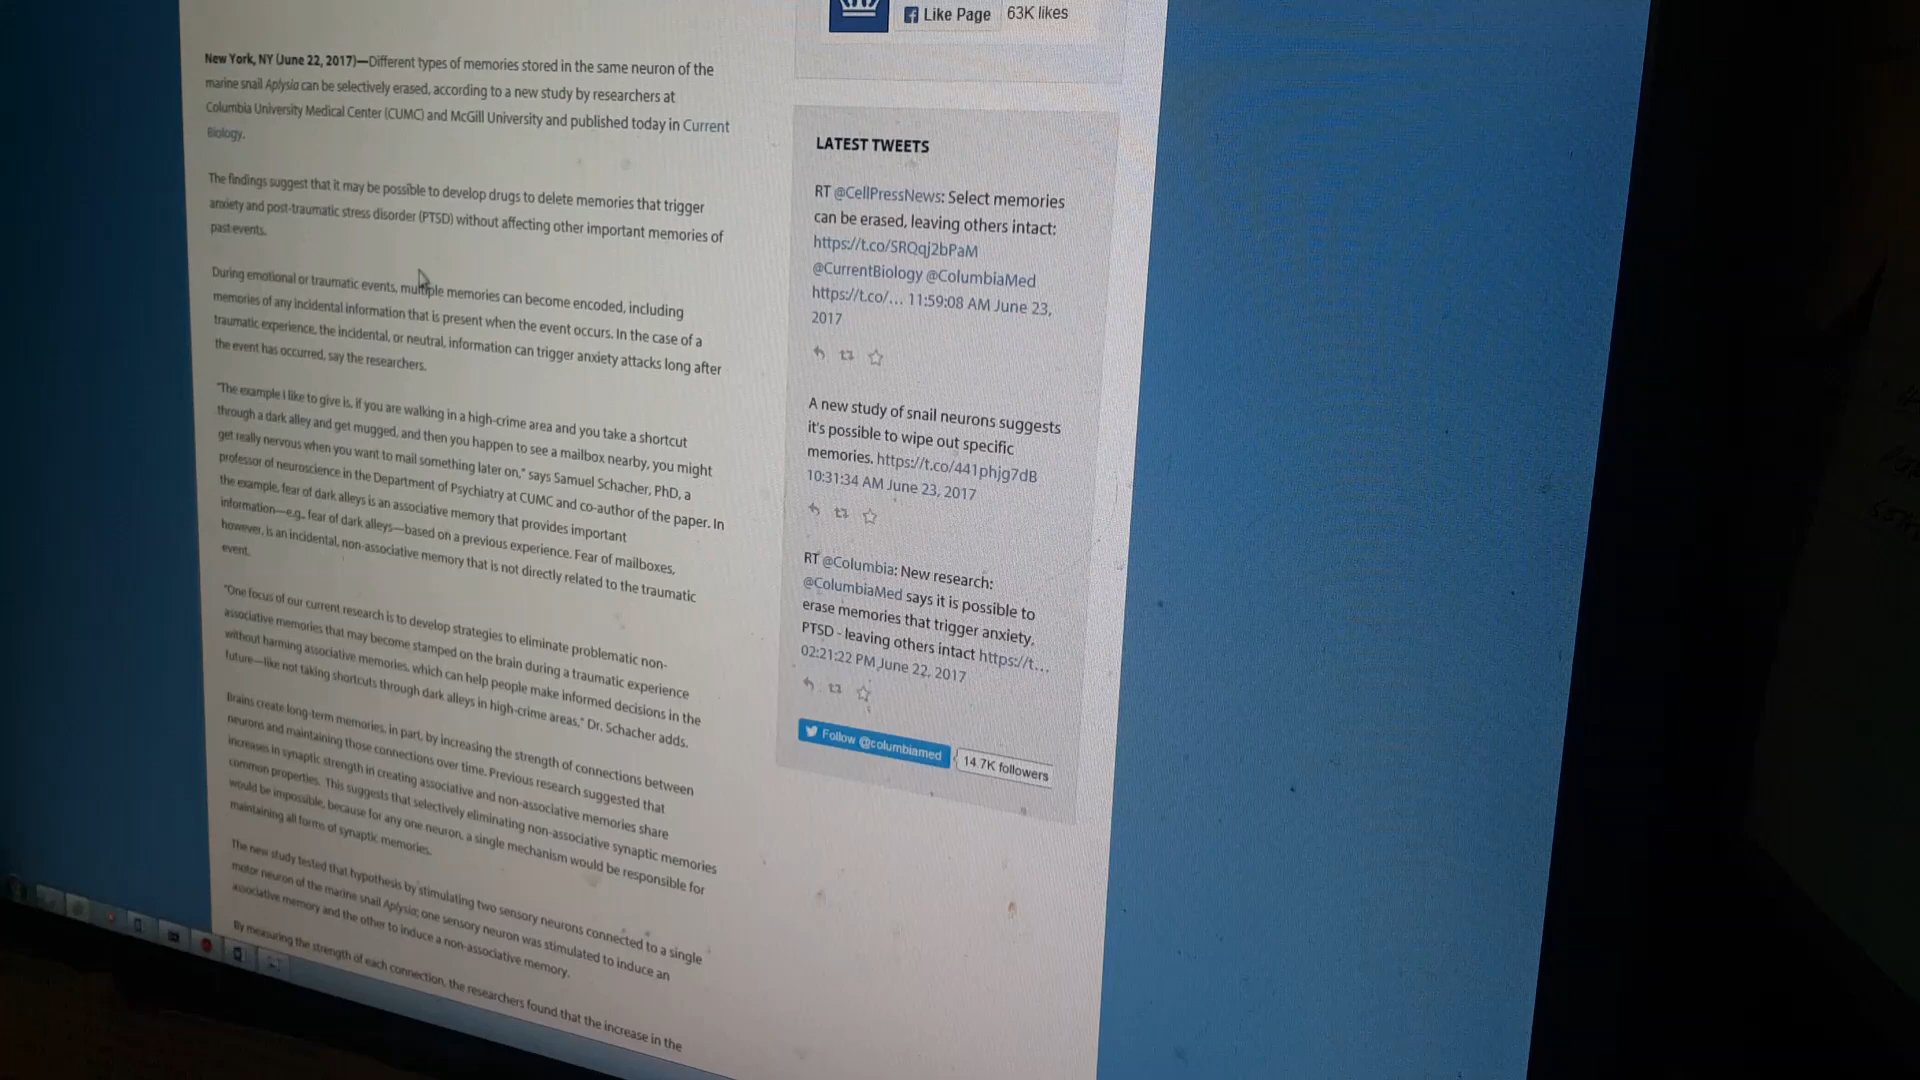 Like Page 63K likes
New York, NY (June 22, 2017)—Different types of memories stored in the same neuron of the
marine snail Aplysia can be selectively erased, according to a new study by researchers at
Columbia University Medical Center (CUMC) and McGill University and published today in Current
Biology.
The findings suggest that it may be possible to develop drugs to delete memories that trigger
anxiety and post-traumatic stress disorder (PTSD) without affecting other important memories of
past events.
During emotional or traumatic events, multiple memories can become encoded, including
memories of any incidental information that is present when the event occurs. In the case of a
traumatic experience, the incidental, or neutral, information can trigger anxiety attacks long after
the event has occurred, say the researchers.
"The example I like to give is, if you are walking in a high-crime area and you take a shortcut
through a dark alley and get mugged, and then you happen to see a mailbox nearby, you might
get really nervous when you want to mail something later on," says Samuel Schacher, PhD, a
professor of neuroscience in the Department of Psychiatry at CUMC and co-author of the paper. In
the example, fear of dark alleys is an associative memory that provides important
information—e.g., fear of dark alleys—based on a previous experience. Fear of mailboxes,
however, is an incidental, non-associative memory that is not directly related to the traumatic
event.
"One focus of our current research is to develop strategies to eliminate problematic non-
associative memories that may become stamped on the brain during a traumatic experience
without harming associative memories, which can help people make informed decisions in the
future—like not taking shortcuts through dark alleys in high-crime areas," Dr. Schacher adds.
Brains create long-term memories, in part, by increasing the strength of connections between
neurons and maintaining those connections over time. Previous research suggested that
increases in synaptic strength in creating associative and non-associative memories share
common properties. This suggests that selectively eliminating non-associative synaptic memories
would be impossible, because for any one neuron, a single mechanism would be responsible for
maintaining all forms of synaptic memories.
The new study tested that hypothesis by stimulating two sensory neurons connected to a single
motor neuron of the marine snail Aplysia; one sensory neuron was stimulated to induce an
associative memory and the other to induce a non-associative memory.
By measuring the strength of each connection, the researchers found that the increase in the
LATEST TWEETS
RT @CellPressNews: Select memories
can be erased, leaving others intact:
https://t.co/SRQqj2bPaM
@CurrentBiology @ColumbiaMed
https://t.co/… 11:59:08 AM June 23,
2017
A new study of snail neurons suggests
it's possible to wipe out specific
memories. https://t.co/441phjg7dB
10:31:34 AM June 23, 2017
RT @Columbia: New research:
@ColumbiaMed says it is possible to
erase memories that trigger anxiety,
PTSD - leaving others intact https://t…
02:21:22 PM June 22, 2017
Follow @columbiamed 14.7K followers